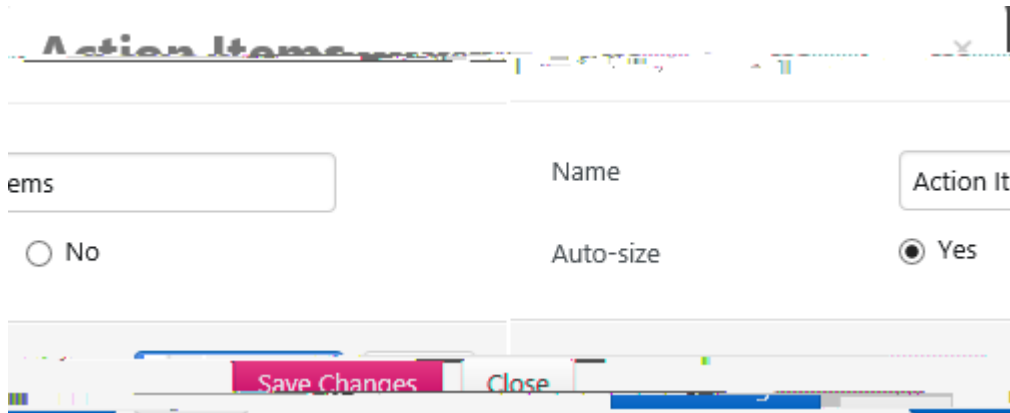 Action Items
ems
Name
Action It
No
Auto-size
Yes
Save Changes
Close